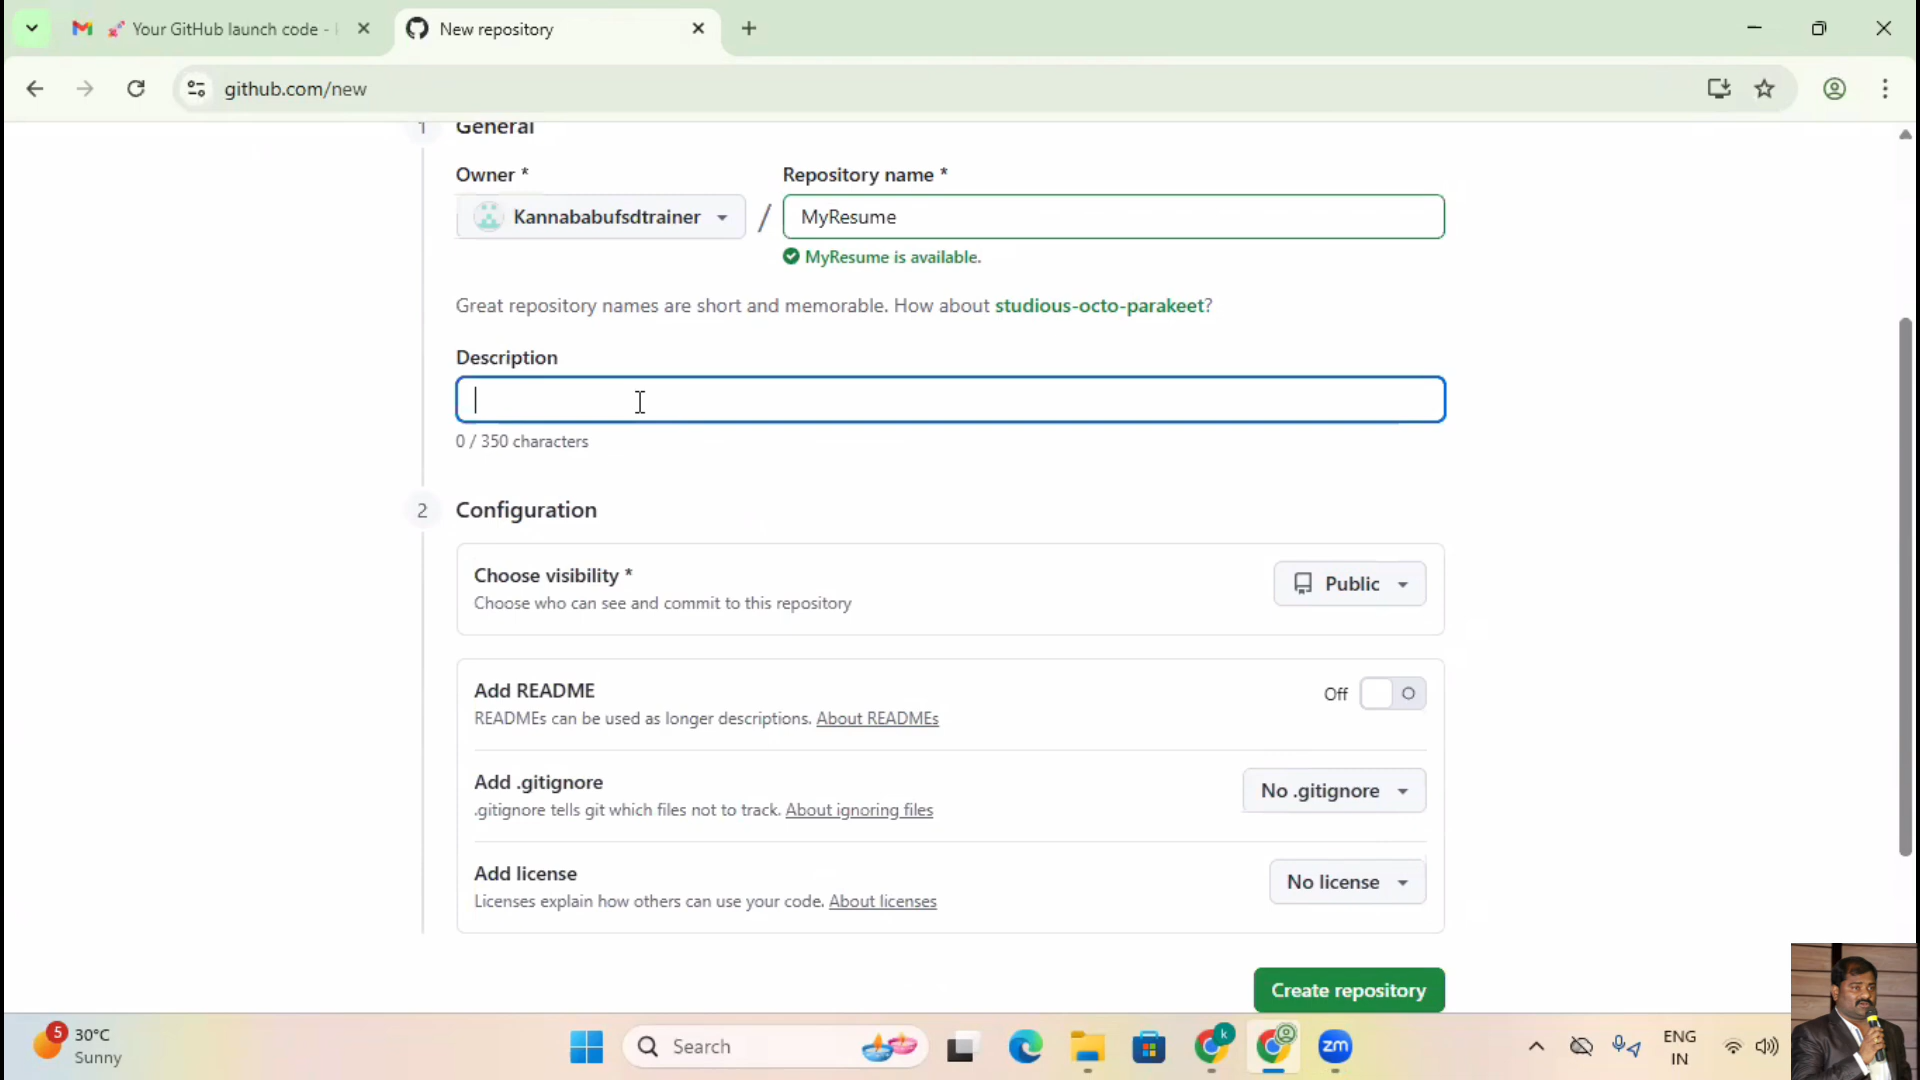 Your GitHub launch code -
New repository
github.com/new
1 General
Owner *
Repository name *
Kannababufsdtrainer
/
MyResume
MyResume is available.
Great repository names are short and memorable. How about studious-octo-parakeet?
Description
0 / 350 characters
2 Configuration
Choose visibility *
Choose who can see and commit to this repository
Public
Add README
READMEs can be used as longer descriptions. About READMEs
Off
Add .gitignore
.gitignore tells git which files not to track. About ignoring files
No .gitignore
Add license
Licenses explain how others can use your code. About licenses
No license
Create repository
5
30°C
Sunny
Search
k
zm
ENG
IN